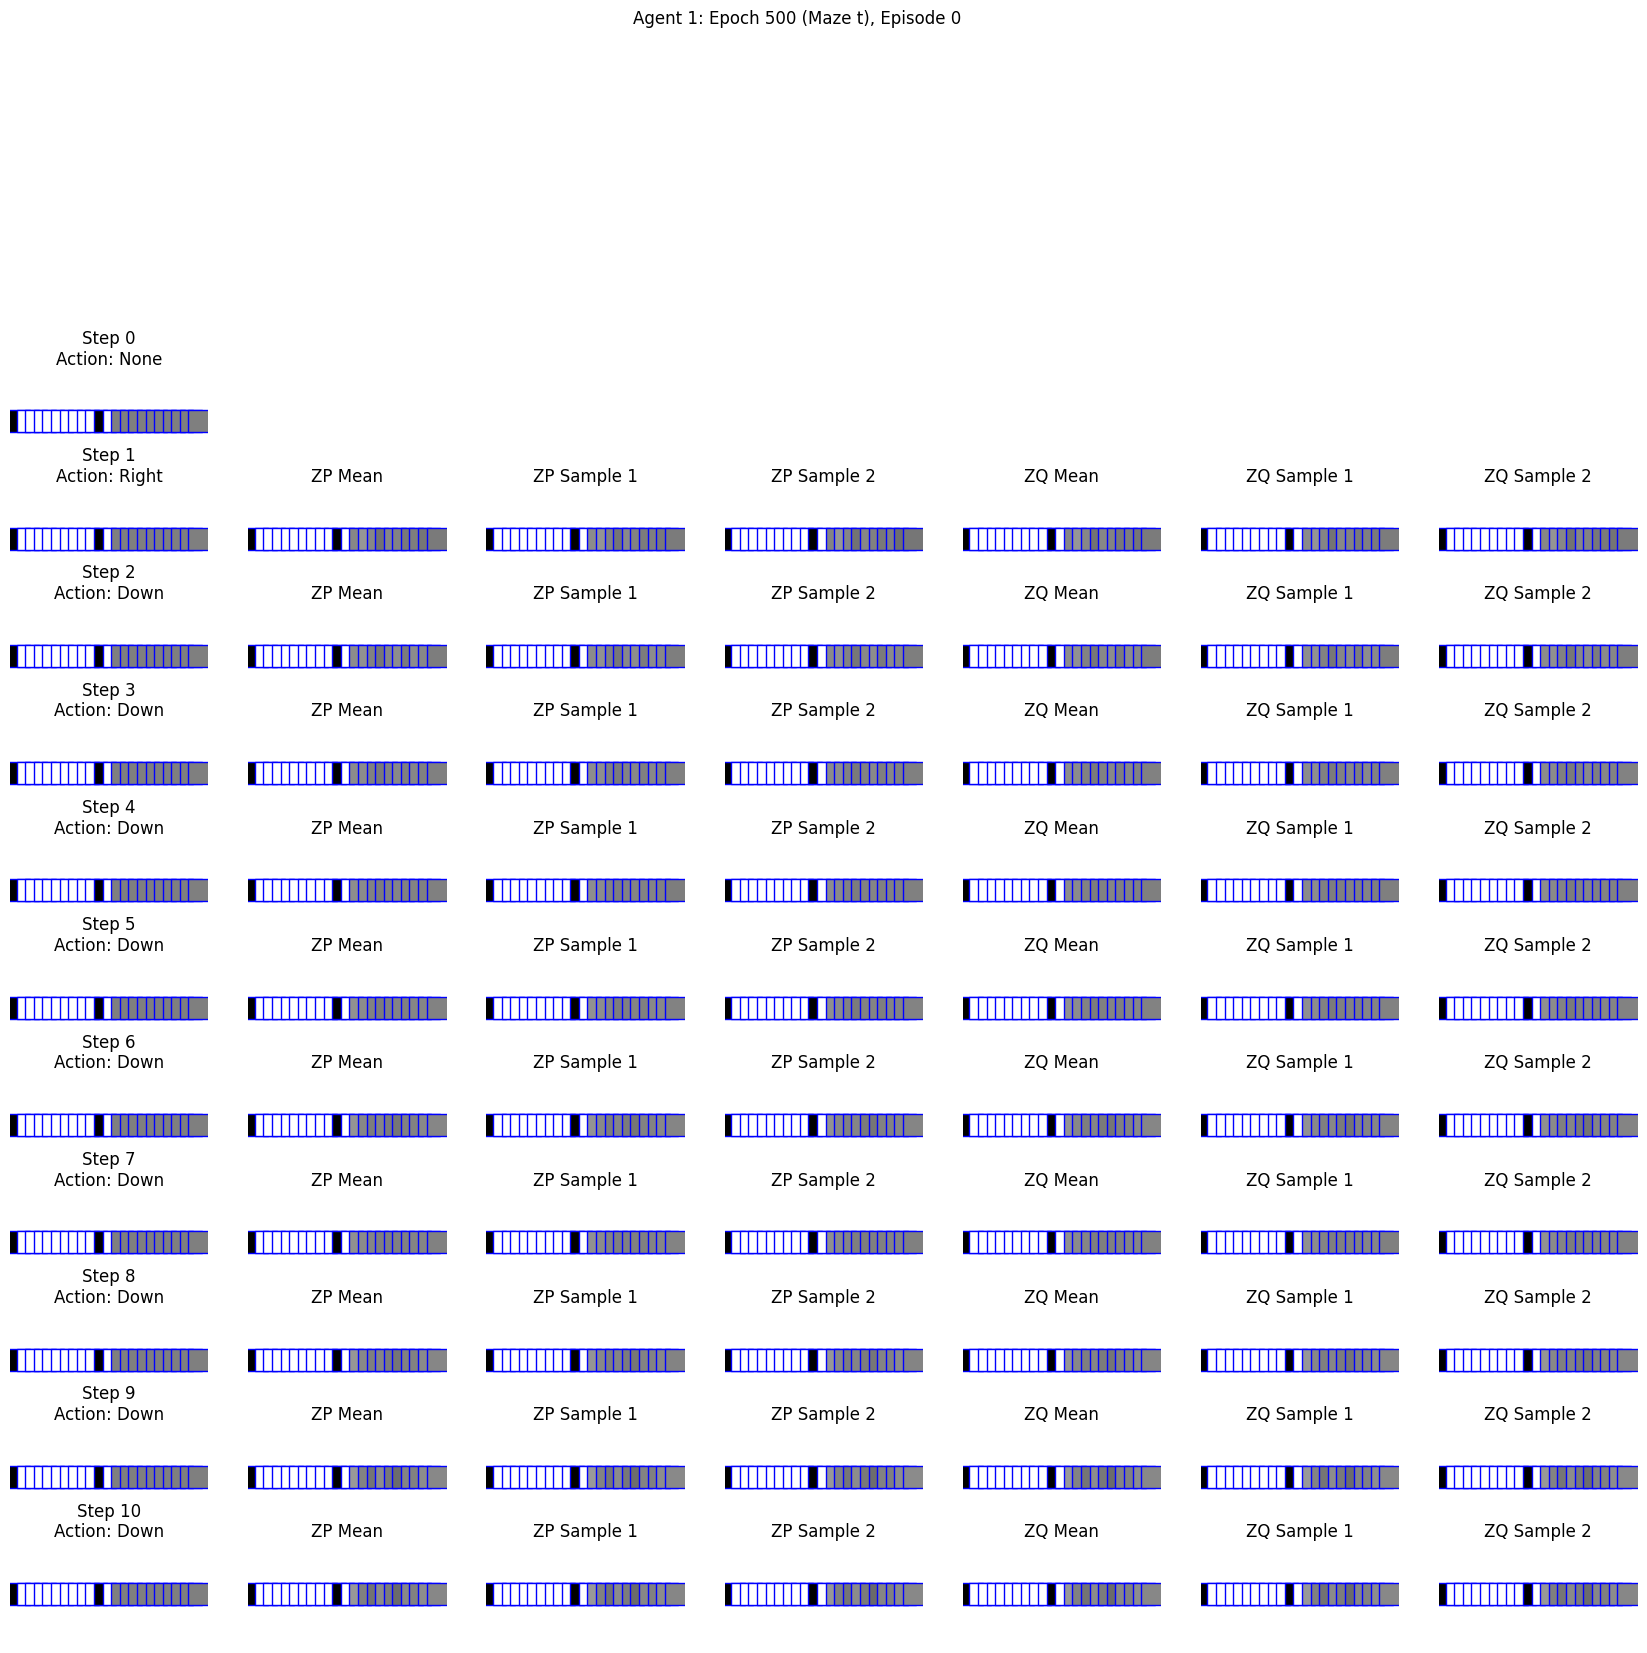 Agent 1: Epoch 500 (Maze t), Episode 0
Step 0
Action: None
Step 1
Action: Right
ZP Mean
ZP Sample 1
ZP Sample 2
ZQ Mean
ZQ Sample 1
ZQ Sample 2
Step 2
Action: Down
ZP Mean
ZP Sample 1
ZP Sample 2
ZQ Mean
ZQ Sample 1
ZQ Sample 2
Step 3
Action: Down
ZP Mean
ZP Sample 1
ZP Sample 2
ZQ Mean
ZQ Sample 1
ZQ Sample 2
Step 4
Action: Down
ZP Mean
ZP Sample 1
ZP Sample 2
ZQ Mean
ZQ Sample 1
ZQ Sample 2
Step 5
Action: Down
ZP Mean
ZP Sample 1
ZP Sample 2
ZQ Mean
ZQ Sample 1
ZQ Sample 2
Step 6
Action: Down
ZP Mean
ZP Sample 1
ZP Sample 2
ZQ Mean
ZQ Sample 1
ZQ Sample 2
Step 7
Action: Down
ZP Mean
ZP Sample 1
ZP Sample 2
ZQ Mean
ZQ Sample 1
ZQ Sample 2
Step 8
Action: Down
ZP Mean
ZP Sample 1
ZP Sample 2
ZQ Mean
ZQ Sample 1
ZQ Sample 2
Step 9
Action: Down
ZP Mean
ZP Sample 1
ZP Sample 2
ZQ Mean
ZQ Sample 1
ZQ Sample 2
Step 10
Action: Down
ZP Mean
ZP Sample 1
ZP Sample 2
ZQ Mean
ZQ Sample 1
ZQ Sample 2